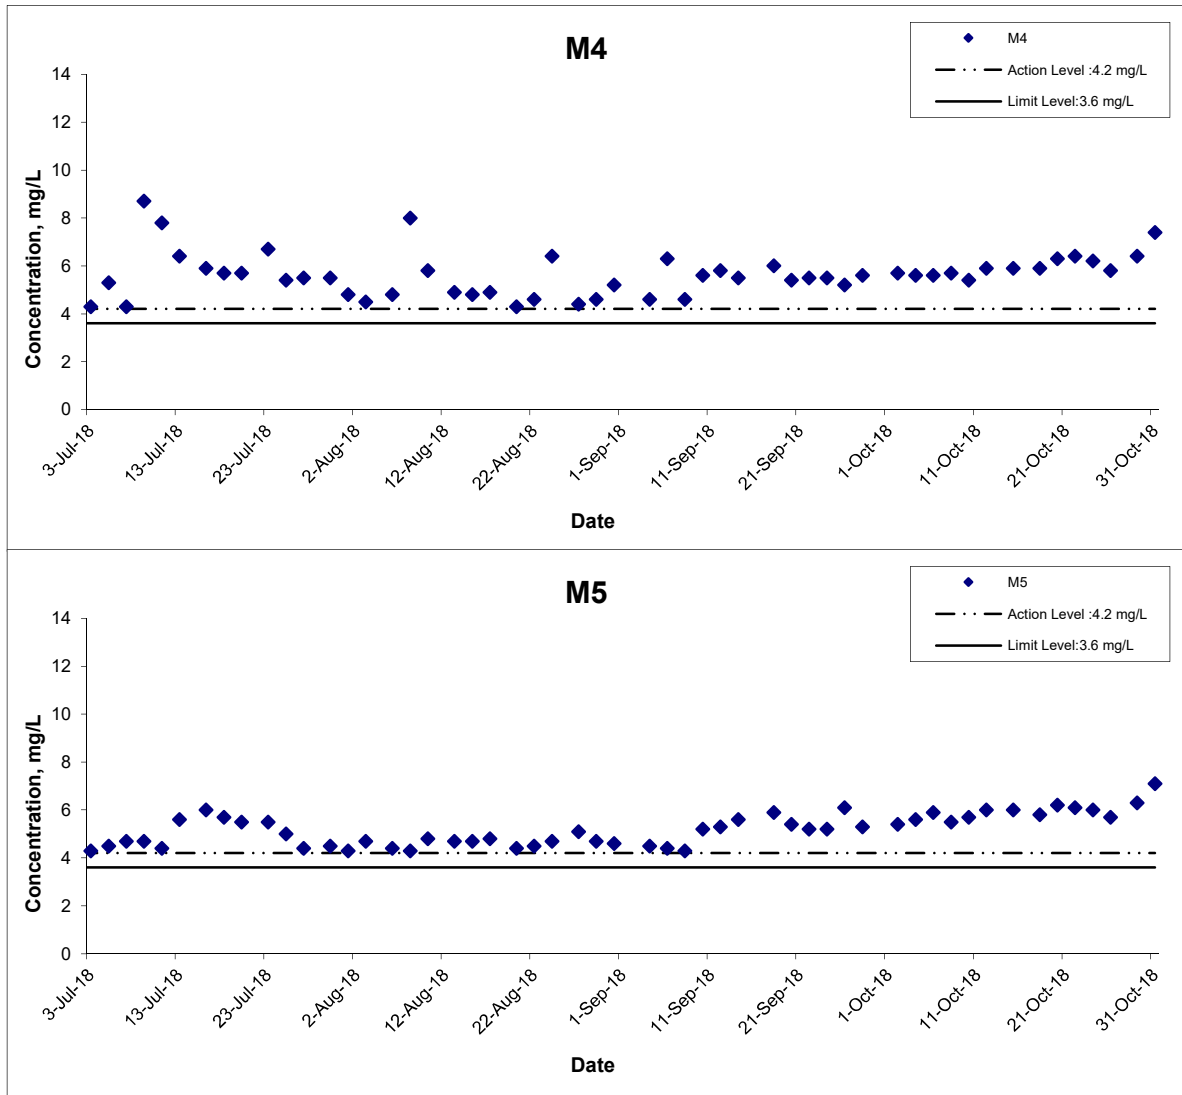 M4
M4
Action Level :4.2 mg/L
Limit Level:3.6 mg/L
Concentration, mg/L
14
12
10
8
6
4
2
0
3-Jul-18
13-Jul-18
23-Jul-18
2-Aug-18
12-Aug-18
22-Aug-18
1-Sep-18
11-Sep-18
21-Sep-18
1-Oct-18
11-Oct-18
21-Oct-18
31-Oct-18
Date
M5
M5
Action Level :4.2 mg/L
Limit Level:3.6 mg/L
Concentration, mg/L
14
12
10
8
6
4
2
0
3-Jul-18
13-Jul-18
23-Jul-18
2-Aug-18
12-Aug-18
22-Aug-18
1-Sep-18
11-Sep-18
21-Sep-18
1-Oct-18
11-Oct-18
21-Oct-18
31-Oct-18
Date